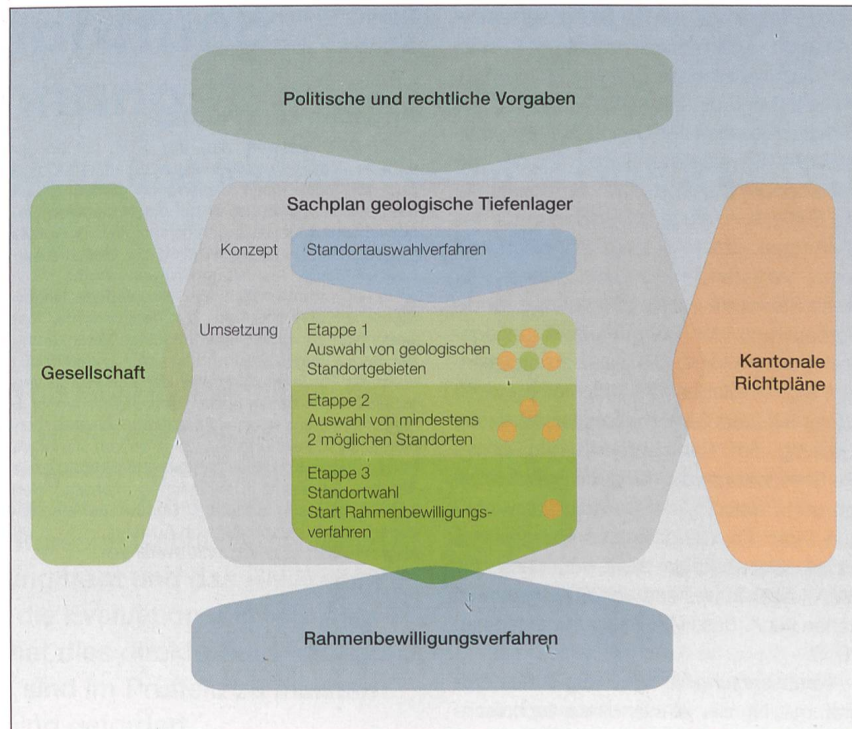 Politische und rechtliche Vorgaben
Sachplan geologische Tiefenlager
Konzept Standortauswahlverfahren
Umsetzung
Etappe 1
Auswahl von geologischen
Standortgebieten
Etappe 2
Auswahl von mindestens
2 möglichen Standorten
Etappe 3
Standortwahl
Start Rahmenbewilligungs-
verfahren
Gesellschaft
Kantonale
Richtpläne
Rahmenbewilligungsverfahren